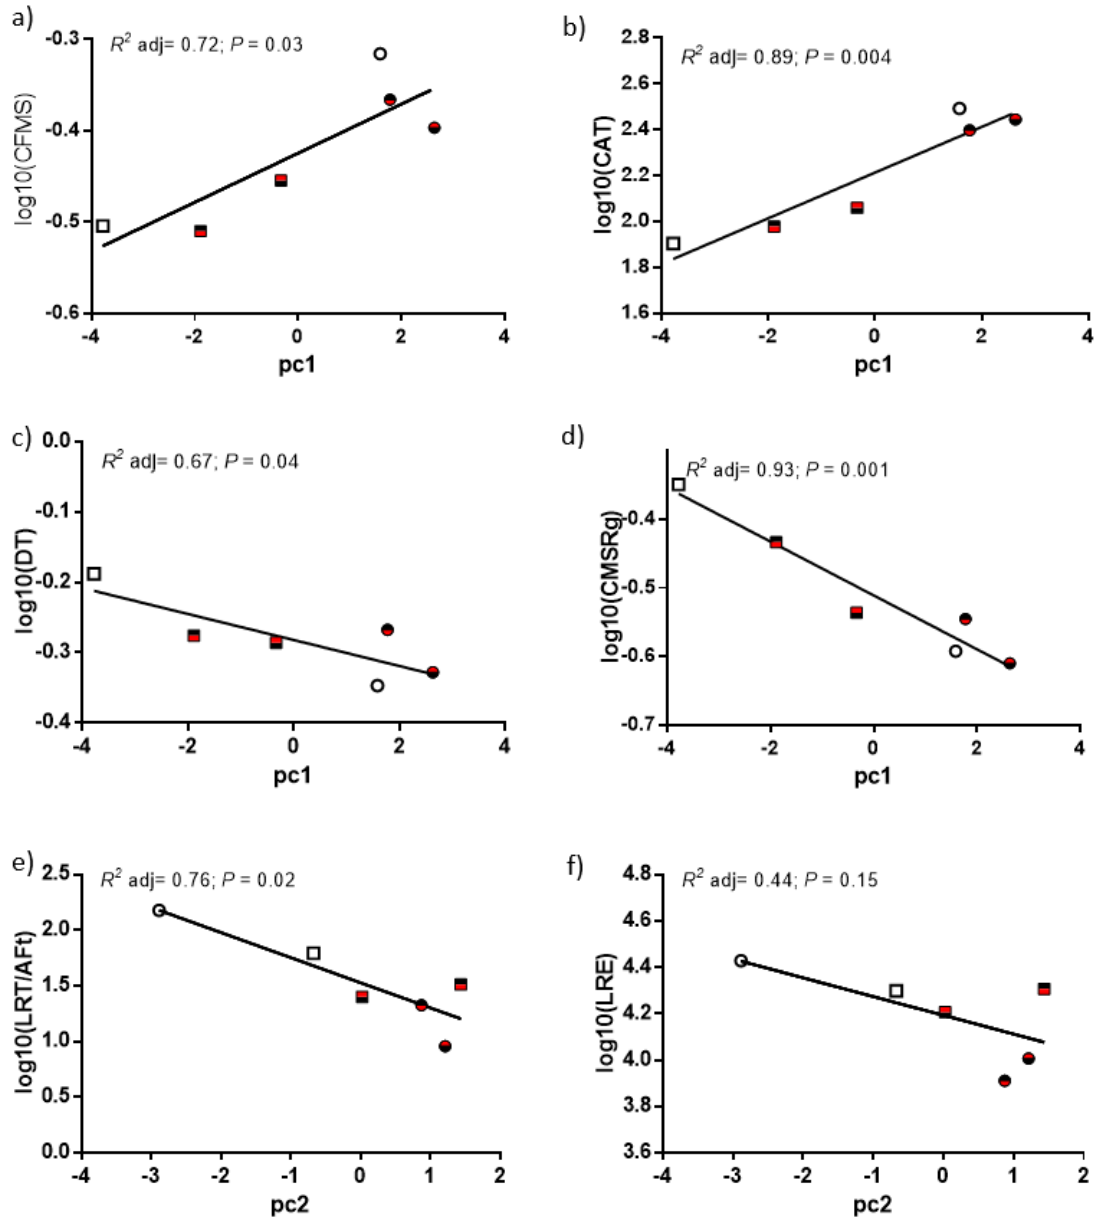 a)
R² adj= 0.72; P = 0.03
log10(CFMS)
-0.3
-0.4
-0.5
-0.6
-4 -2 0 2 4
pc1
b)
R² adj= 0.89; P = 0.004
log10(CAT)
2.8
2.6
2.4
2.2
2.0
1.8
1.6
-4 -2 0 2 4
pc1
c)
R² adj= 0.67; P = 0.04
log10(DT)
0.0
-0.1
-0.2
-0.3
-0.4
-4 -2 0 2 4
pc1
d)
R² adj= 0.93; P = 0.001
log10(CMSRg)
-0.4
-0.5
-0.6
-0.7
-4 -2 0 2 4
pc1
e)
R² adj= 0.76; P = 0.02
log10(LRT/AFt)
2.5
2.0
1.5
1.0
0.5
0.0
-4 -3 -2 -1 0 1 2
pc2
f)
R² adj= 0.44; P = 0.15
log10(LRE)
4.8
4.6
4.4
4.2
4.0
3.8
3.6
-4 -3 -2 -1 0 1 2
pc2